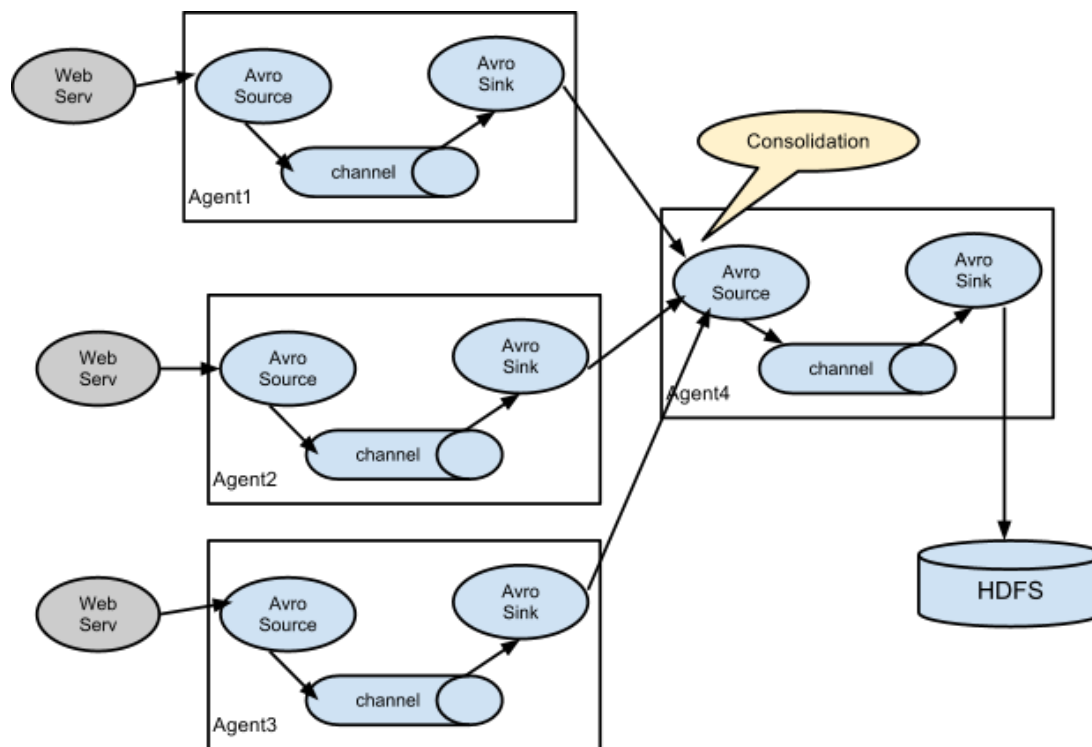 Web
Serv
Avro
Source
Avro
Sink
channel
Agent1
Consolidation
Web
Serv
Avro
Source
Avro
Sink
channel
Agent2
Avro
Source
Avro
Sink
channel
Agent4
Web
Serv
Avro
Source
Avro
Sink
channel
Agent3
HDFS